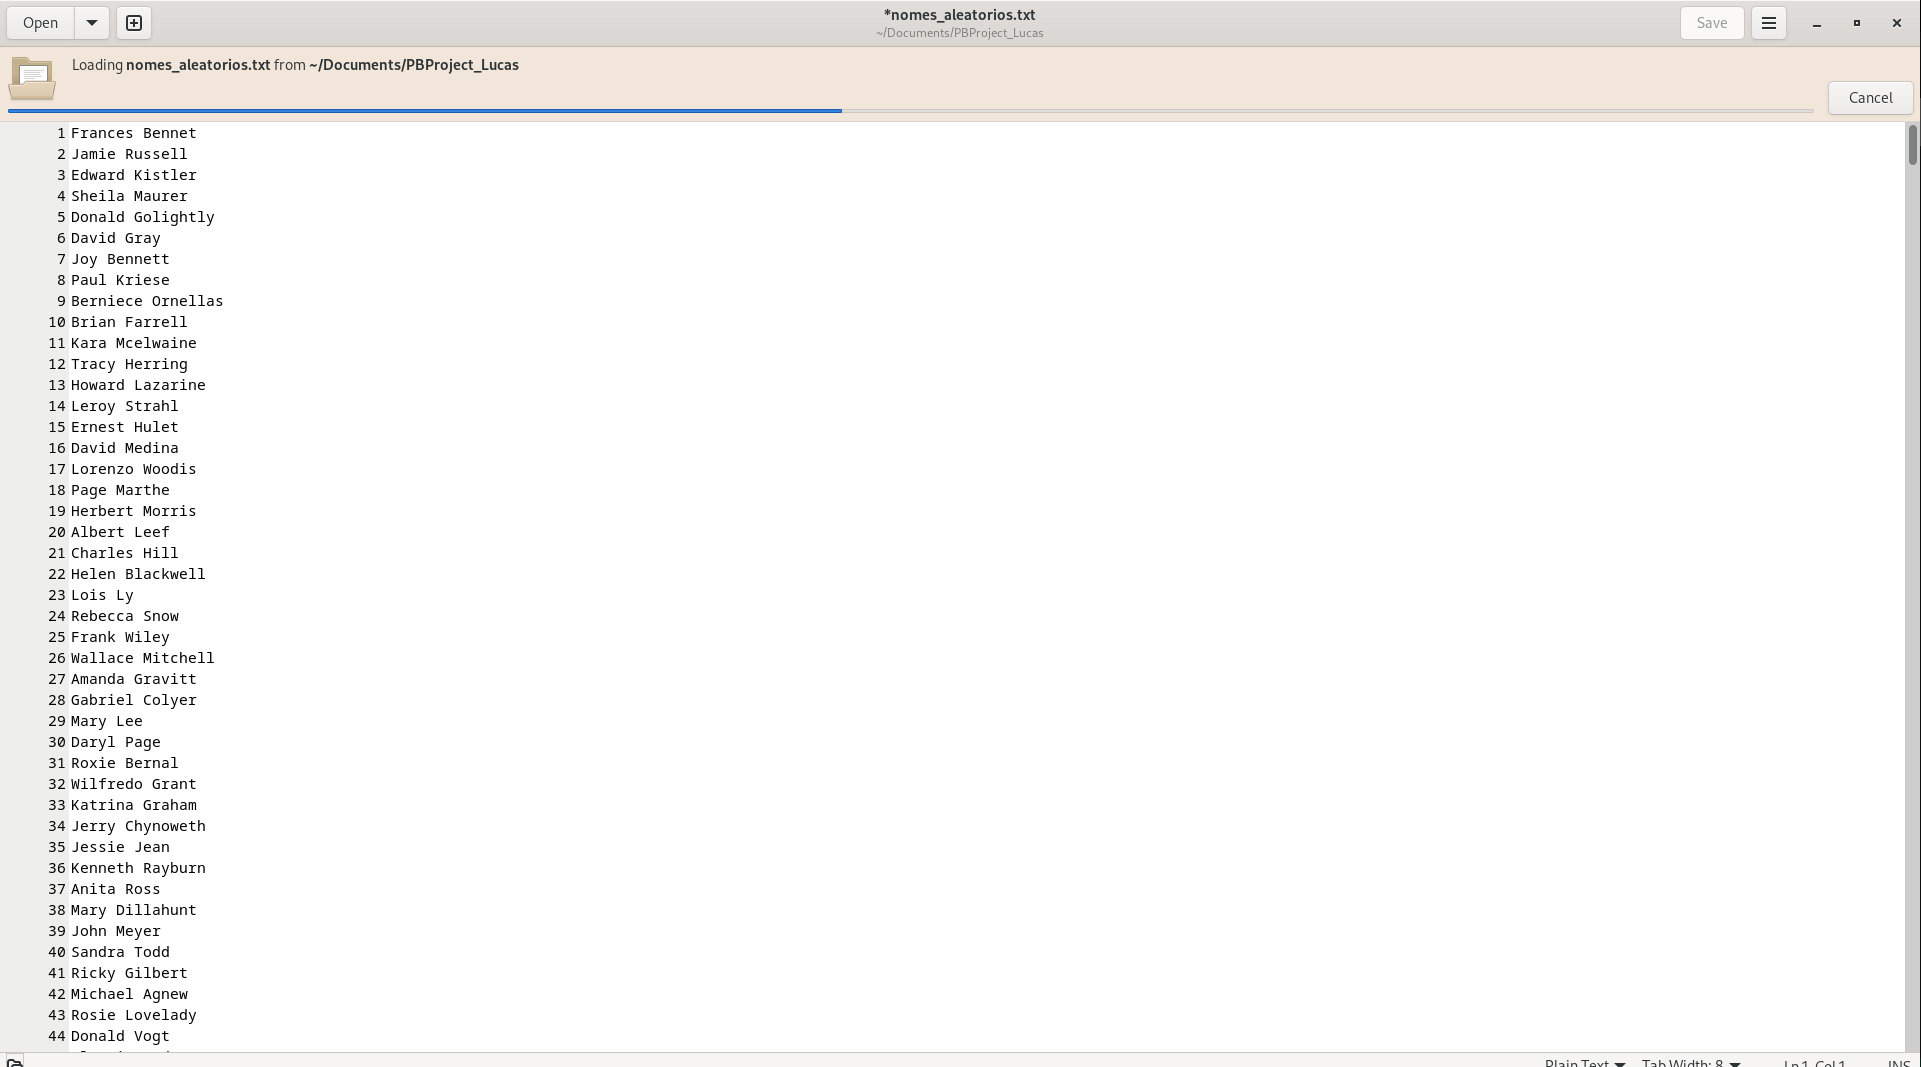 Open
*nomes_aleatorios.txt
~/Documents/PBProject_Lucas
Save
Loading nomes_aleatorios.txt from ~/Documents/PBProject_Lucas
Cancel
1 Frances Bennet
2 Jamie Russell
3 Edward Kistler
4 Sheila Maurer
5 Donald Golightly
6 David Gray
7 Joy Bennett
8 Paul Kriese
9 Berniece Ornellas
10 Brian Farrell
11 Kara Mcelwaine
12 Tracy Herring
13 Howard Lazarine
14 Leroy Strahl
15 Ernest Hulet
16 David Medina
17 Lorenzo Woodis
18 Page Marthe
19 Herbert Morris
20 Albert Leef
21 Charles Hill
22 Helen Blackwell
23 Lois Ly
24 Rebecca Snow
25 Frank Wiley
26 Wallace Mitchell
27 Amanda Gravitt
28 Gabriel Colyer
29 Mary Lee
30 Daryl Page
31 Roxie Bernal
32 Wilfredo Grant
33 Katrina Graham
34 Jerry Chynoweth
35 Jessie Jean
36 Kenneth Rayburn
37 Anita Ross
38 Mary Dillahunt
39 John Meyer
40 Sandra Todd
41 Ricky Gilbert
42 Michael Agnew
43 Rosie Lovelady
44 Donald Vogt
Plain Text Tab Width: 8 Ln 1, Col 1 INS